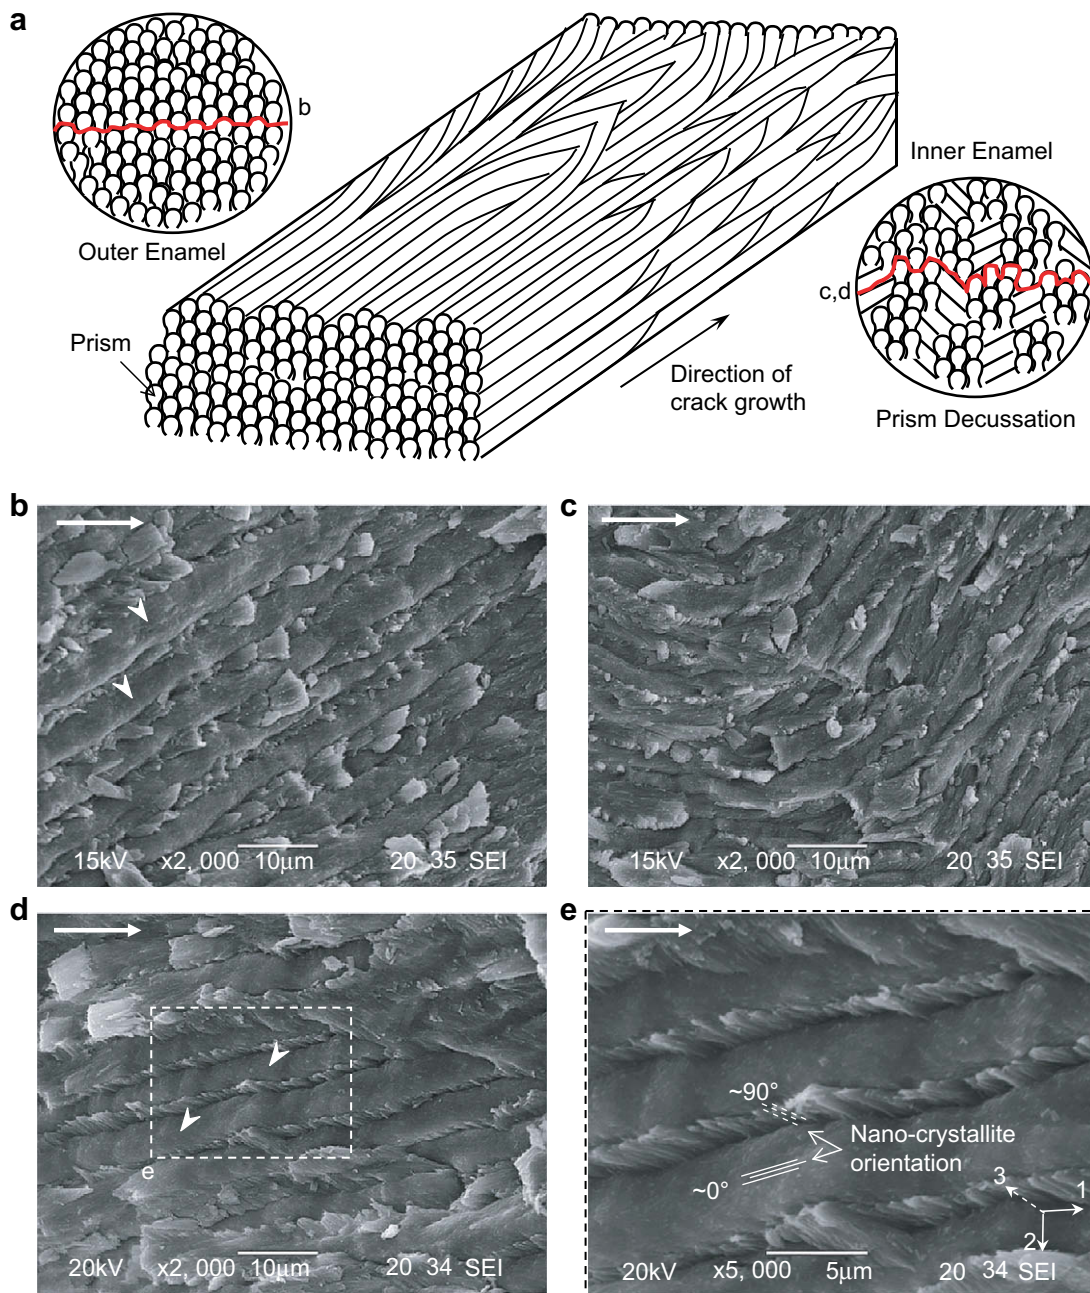 a
b
Outer Enamel
Prism
Direction of
crack growth
Inner Enamel
c,d
Prism Decussation
b
15kV x2, 000 10µm 20 35 SEI
c
15kV x2, 000 10µm 20 35 SEI
d
e
20kV x2, 000 10µm 20 34 SEI
e
~90°
Nano-crystallite
orientation
~0°
3
1
2
20kV x5, 000 5µm 20 34 SEI